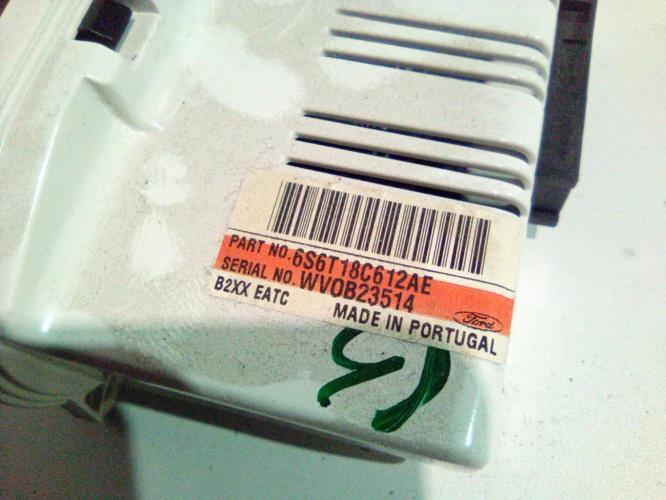 PART NO. 6S6T18C612AE
SERIAL NO. WVOB23514
B2XX EATC
MADE IN PORTUGAL
Ford